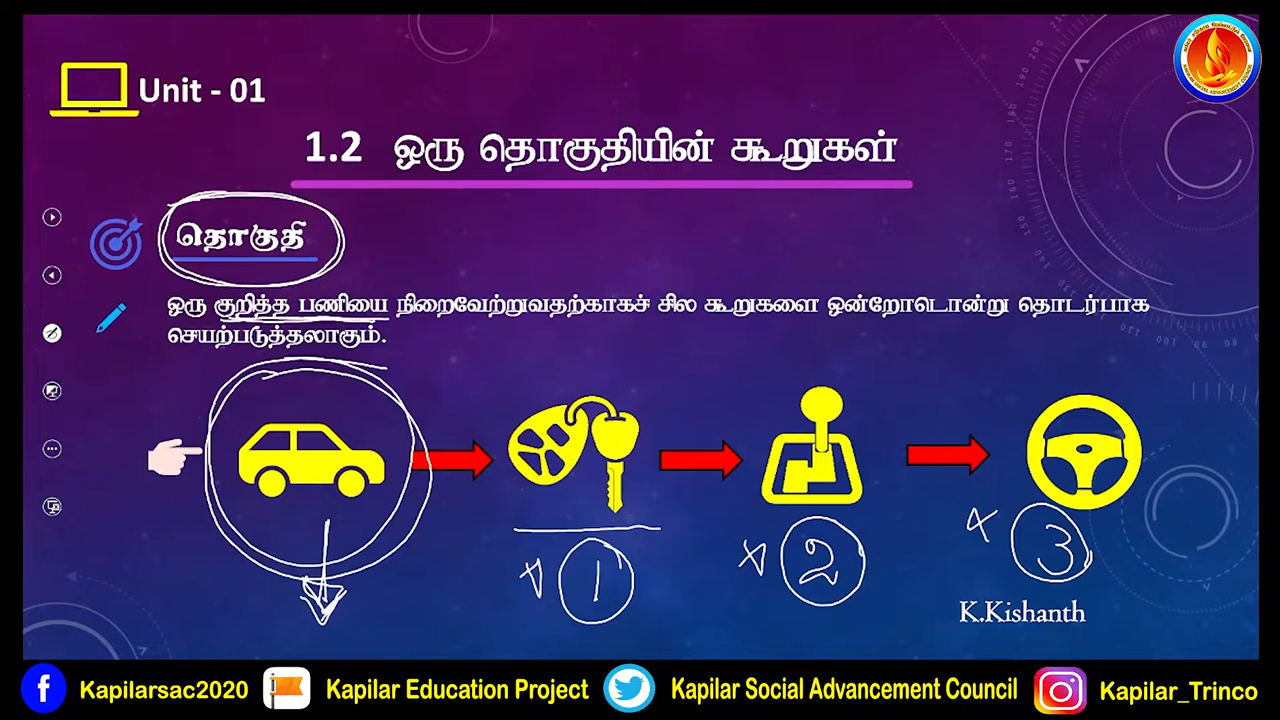 Unit - 01
1.2 ஒரு தொகுதியின் கூறுகள்
தொகுதி
ஒரு குறித்த பணியை நிறைவேற்றுவதற்காகச் சில கூறுகளை ஒன்றோடொன்று தொடர்பாக
செயற்படுத்தலாகும்.
1
2
3
K.Kishanth
Kapilarsac2020
Kapilar Education Project
Kapilar Social Advancement Council
Kapilar_Trinco